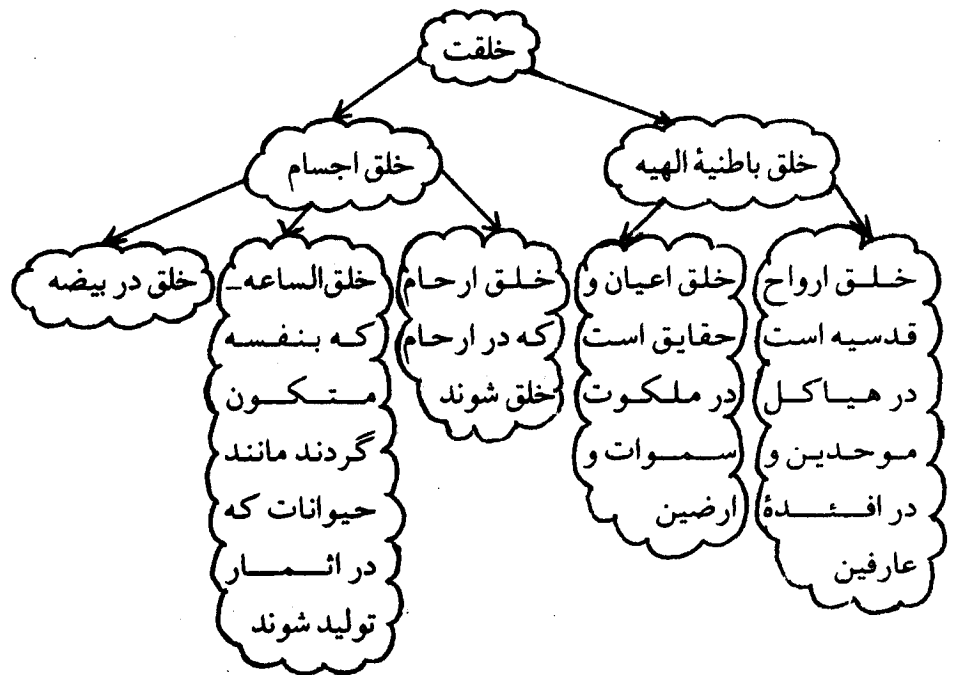 خلقت
خلق باطنیهٔ الهیه
خلق اجسام
خلق ارواح
قدسیه است
در هیاکل
موحدین و
در افئدهٔ
عارفین
خلق اعیان و
حقایق است
در ملکوت
سموات و
ارضین
خلق ارحام
که در ارحام
خلق شوند
خلق‌الساعه_
که بنفسه
متکون
گردند مانند
حیوانات که
در اثمار
تولید شوند
خلق در بیضه